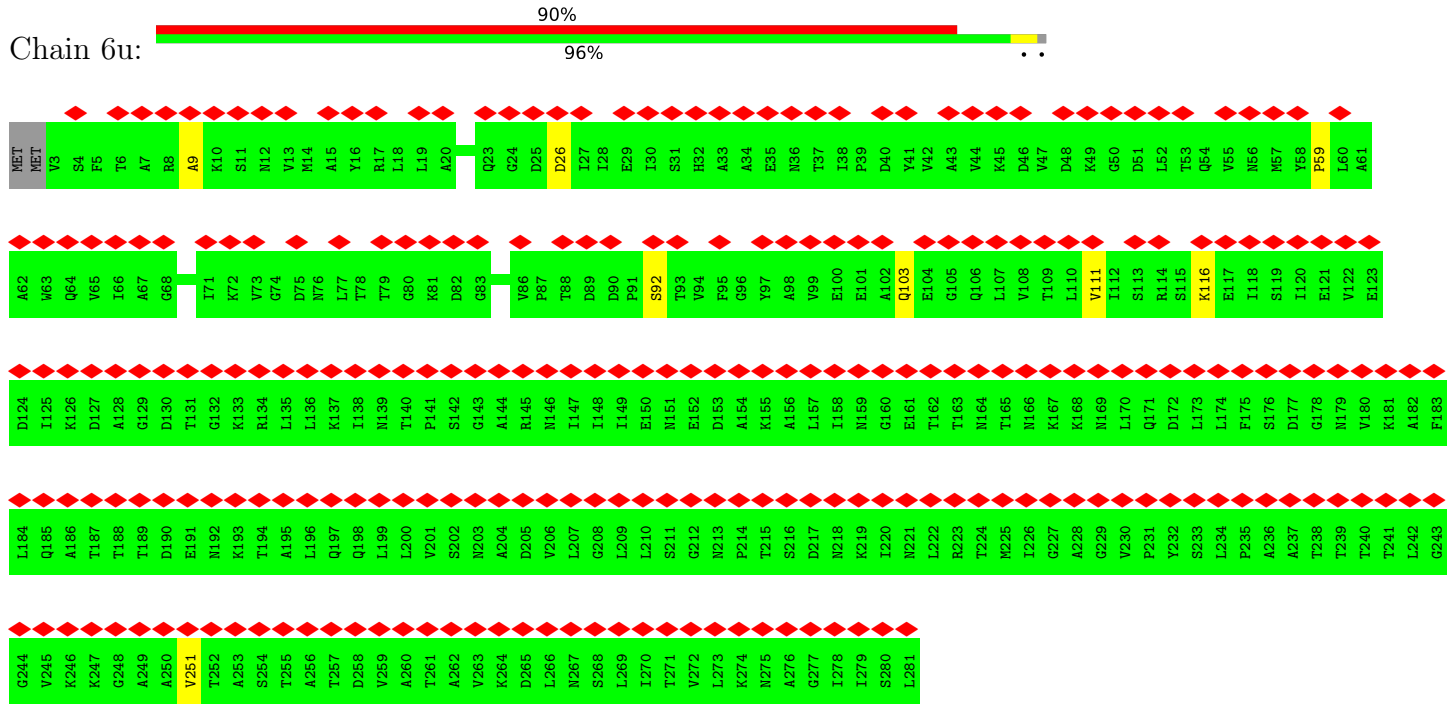 90%
Chain 6u:
96%
• •
MET MET V3 S4 F5 T6 A7 R8 A9 K10 S11 N12 V13 M14 A15 Y16 R17 L18 L19 A20 Q23 G24 D25 D26 I27 I28 E29 I30 S31 H32 A33 A34 E35 N36 T37 I38 P39 D40 Y41 V42 A43 V44 K45 D46 V47 D48 K49 G50 D51 L52 T53 Q54 V55 N56 M57 Y58 P59 L60 A61
A62 W63 Q64 V65 I66 A67 G68 I71 K72 V73 G74 D75 N76 L77 T78 T79 G80 K81 D82 G83 V86 P87 T88 D89 D90 P91 S92 T93 V94 F95 G96 Y97 A98 V99 E100 E101 A102 Q103 E104 G105 Q106 L107 V108 T109 L110 V111 I112 S113 R114 S115 K116 E117 I118 S119 I120 E121 V122 E123
D124 I125 K126 D127 A128 G129 D130 T131 G132 K133 R134 L135 L136 K137 I138 N139 T140 P141 S142 G143 A144 R145 N146 I147 I148 I149 E150 N151 E152 D153 A154 K155 A156 L157 I158 N159 G160 E161 T162 T163 N164 T165 N166 K167 K168 N169 L170 Q171 D172 L173 L174 F175 S176 D177 G178 N179 V180 K181 A182 F183
L184 Q185 A186 T187 T188 T189 D190 E191 N192 K193 T194 A195 L196 Q197 Q198 L199 L200 V201 S202 N203 A204 D205 V206 L207 G208 L209 L210 S211 G212 N213 P214 T215 S216 D217 N218 K219 I220 N221 L222 R223 T224 M225 I226 G227 A228 G229 V230 P231 Y232 S233 L234 P235 A236 A237 T238 T239 T240 T241 L242 G243
G244 V245 K246 K247 G248 A249 A250 V251 T252 A253 S254 T255 A256 T257 D258 V259 A260 T261 A262 V263 K264 D265 L266 N267 S268 L269 I270 T271 V272 L273 K274 N275 A276 G277 I278 I279 S280 L281